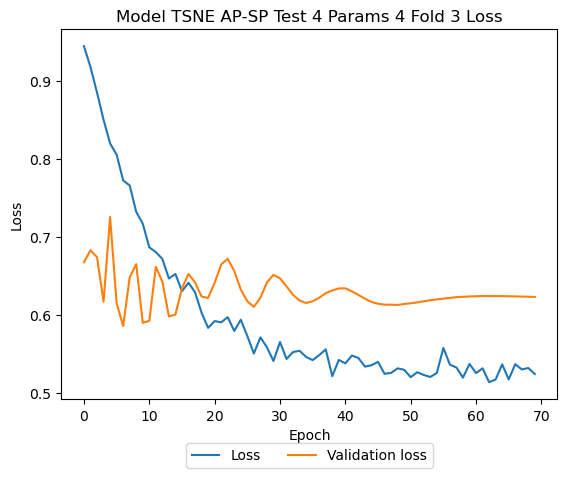 Model TSNE AP-SP Test 4 Params 4 Fold 3 Loss
0.9
0.8
0.7
0.6
0.5
Loss
0 10 20 30 40 50 60 70
Epoch
Loss Validation loss